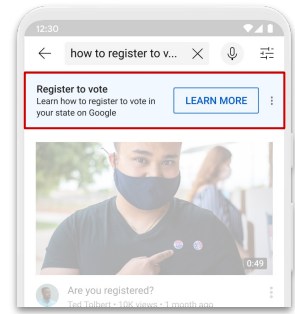 12:30
how to register to v...
Register to vote
Learn how to register to vote in
your state on Google
LEARN MORE
0:49
Are you registered?
Ted Tolbert • 10K views • 1 month ago